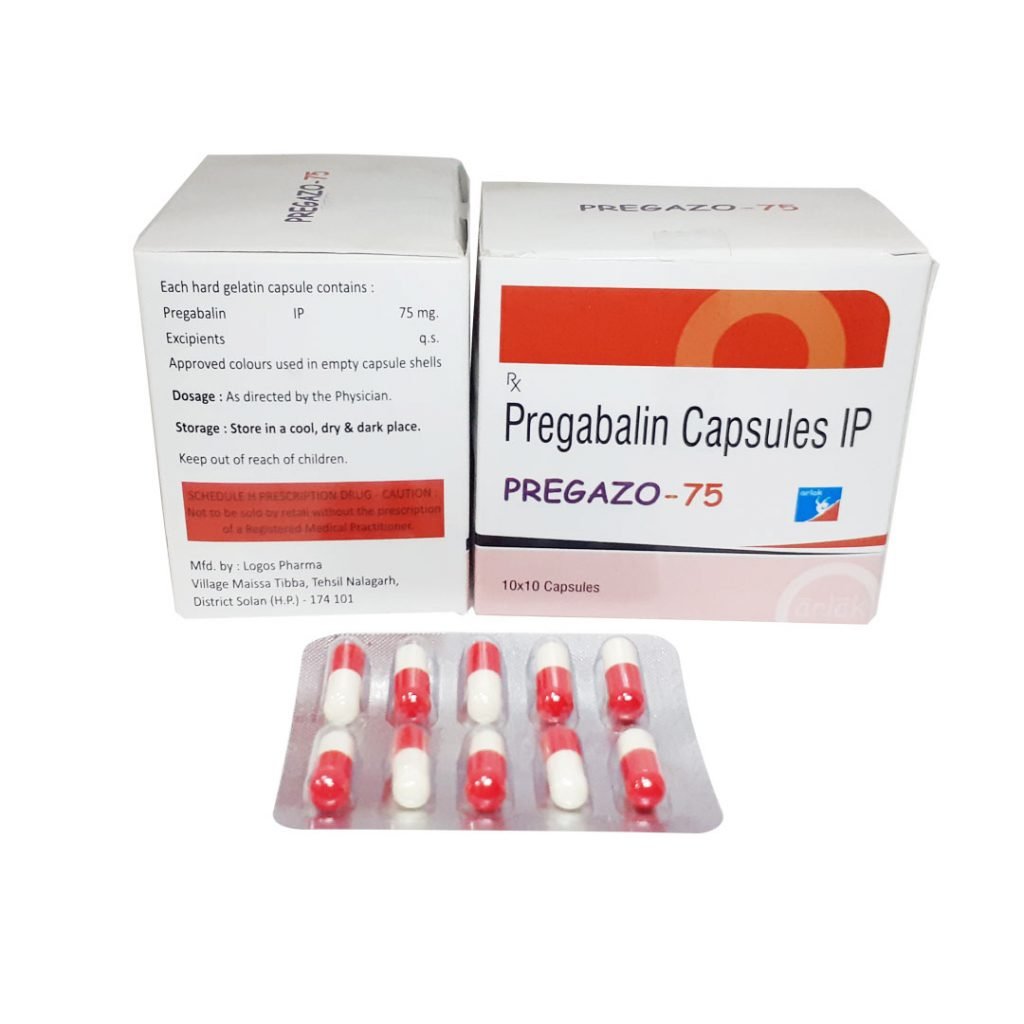 PREGAZO-75
Each hard gelatin capsule contains :
Pregabalin IP 75 mg.
Excipients q.s.
Approved colours used in empty capsule shells
Dosage : As directed by the Physician.
Storage : Store in a cool, dry & dark place.
Keep out of reach of children.
SCHEDULE H PRESCRIPTION DRUG - CAUTION :
Not to be sold by retail without the prescription
of a Registered Medical Practitioner.
Mfd. by : Logos Pharma
Village Maissa Tibba, Tehsil Nalagarh,
District Solan (H.P.) - 174 101
PREGAZO-75
Rx
Pregabalin Capsules IP
PREGAZO-75
arlak
10x10 Capsules
arlak